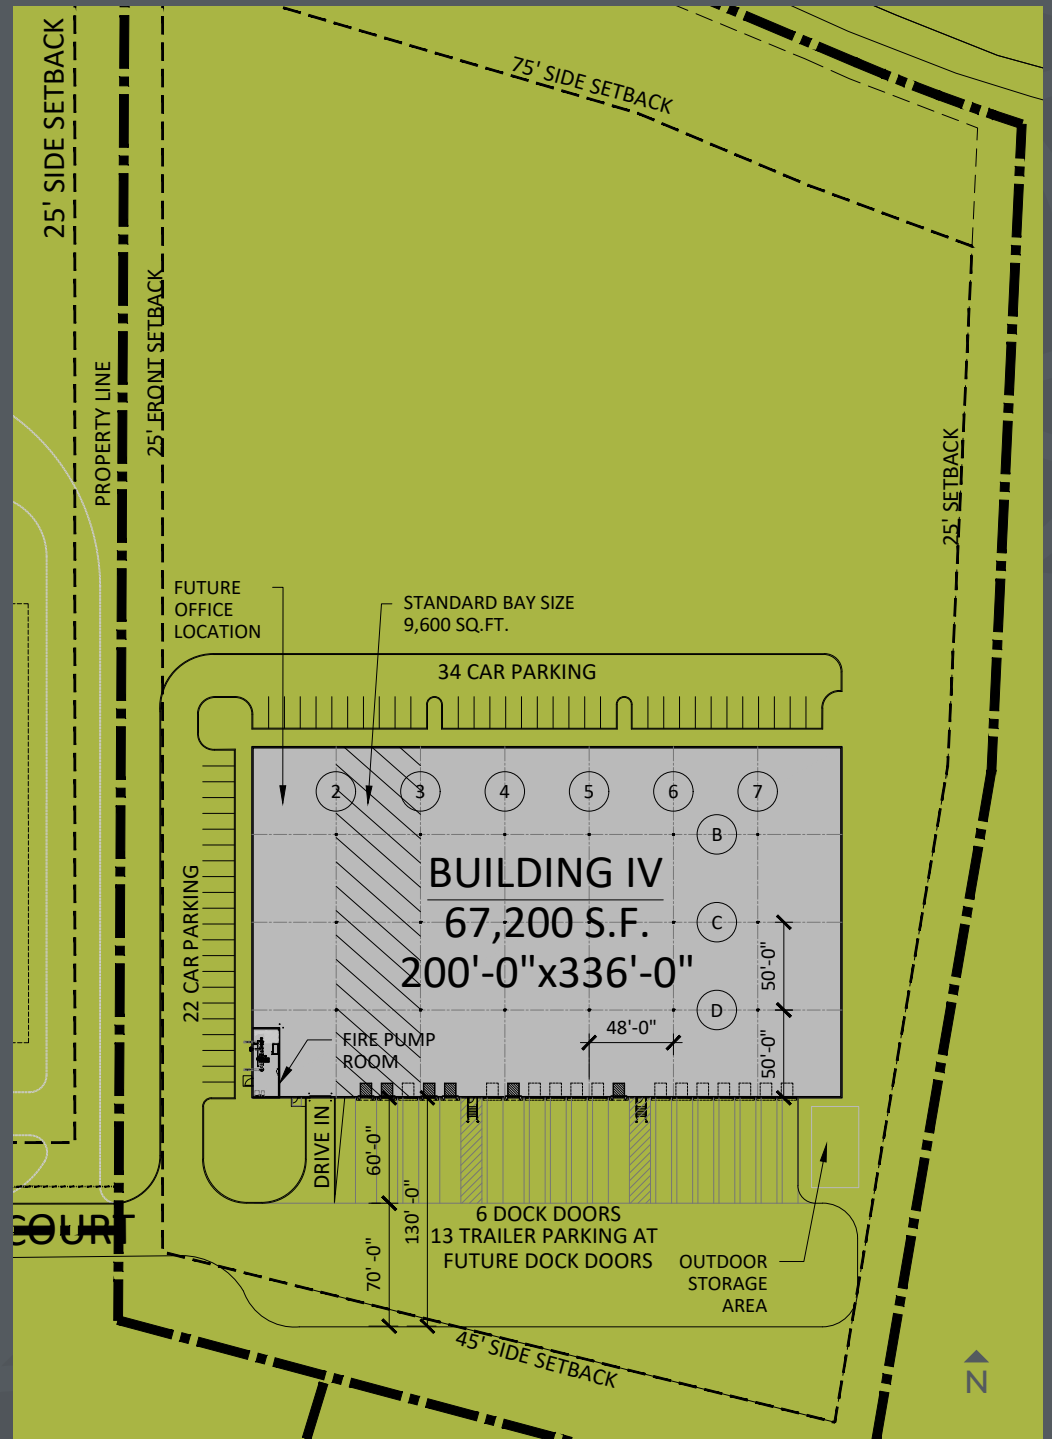 25' SIDE SETBACK
75' SIDE SETBACK
PROPERTY LINE
25' FRONT SETBACK
25' SETBACK
FUTURE
OFFICE
LOCATION
STANDARD BAY SIZE
9,600 SQ.FT.
34 CAR PARKING
22 CAR PARKING
2
3
4
5
6
7
B
C
D
BUILDING IV
67,200 S.F.
200'-0"x336'-0"
50'-0"
48'-0"
50'-0"
FIRE PUMP
ROOM
DRIVE IN
60'-0"
130' -0"
70' -0"
6 DOCK DOORS
13 TRAILER PARKING AT
FUTURE DOCK DOORS
OUTDOOR
STORAGE
AREA
COURT
45' SIDE SETBACK
N